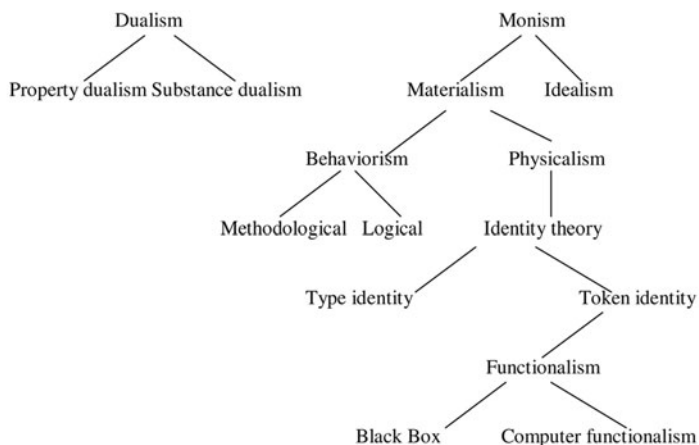 Dualism Monism
Property dualism Substance dualism Materialism Idealism
Behaviorism Physicalism
Methodological Logical Identity theory
Type identity Token identity
Functionalism
Black Box Computer functionalism